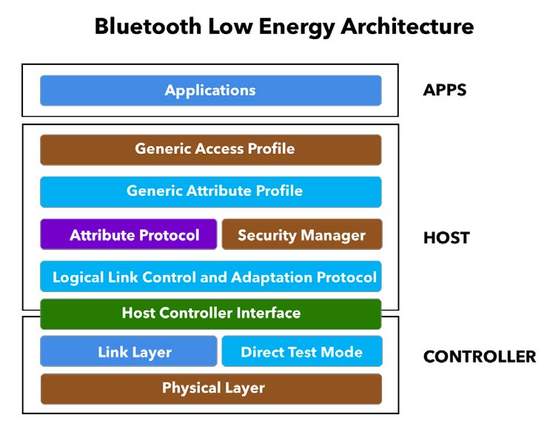 Bluetooth Low Energy Architecture
Applications
APPS
Generic Access Profile
Generic Attribute Profile
Attribute Protocol
Security Manager
HOST
Logical Link Control and Adaptation Protocol
Host Controller Interface
Link Layer
Direct Test Mode
CONTROLLER
Physical Layer